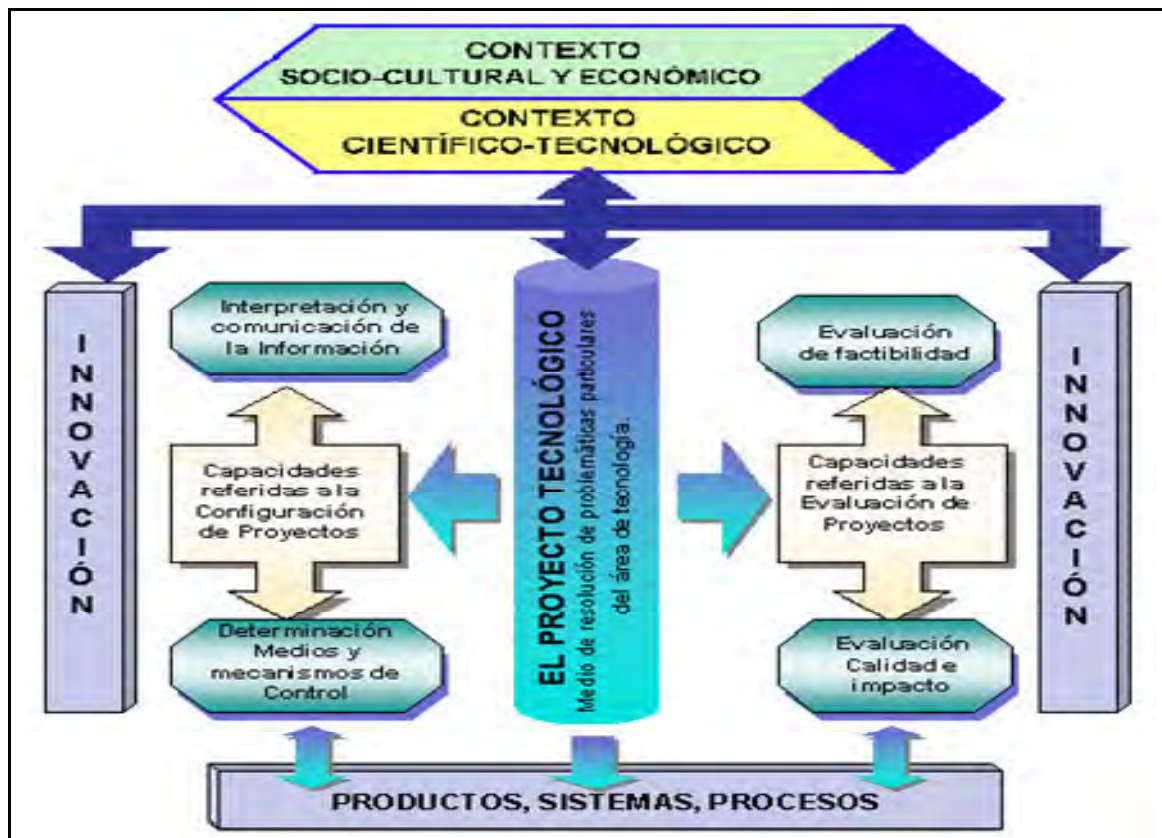 CONTEXTO
SOCIO-CULTURAL Y ECONÓMICO
CONTEXTO
CIENTÍFICO-TECNOLÓGICO
INNOVACIÓN
Interpretación y
comunicación de
la Información
Capacidades
referidas a la
Configuración
de Proyectos
Determinación
Medios y
mecanismos de
Control
EL PROYECTO TECNOLÓGICO
Medio de resolución de problemáticas particulares
del área de tecnología.
Evaluación
de factibilidad
Capacidades
referidas a la
Evaluación de
Proyectos
Evaluación
Calidad e
impacto
INNOVACIÓN
PRODUCTOS, SISTEMAS, PROCESOS